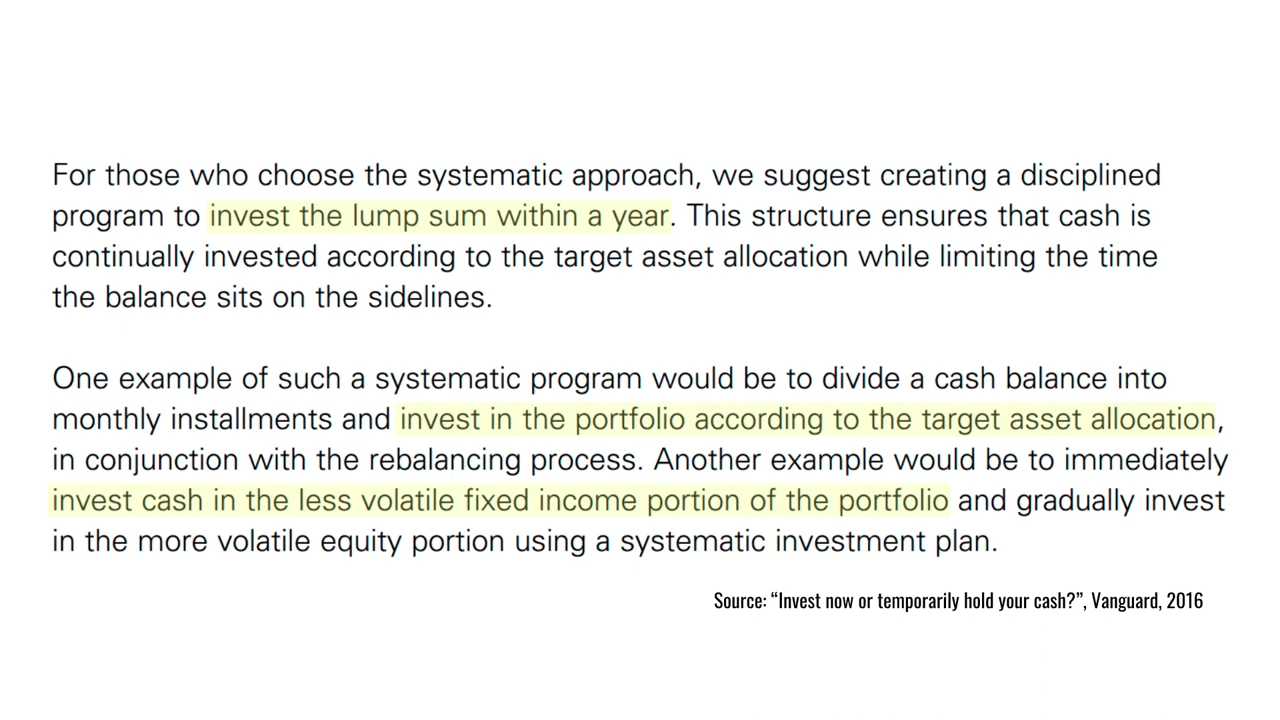 For those who choose the systematic approach, we suggest creating a disciplined
program to invest the lump sum within a year. This structure ensures that cash is
continually invested according to the target asset allocation while limiting the time
the balance sits on the sidelines.
One example of such a systematic program would be to divide a cash balance into
monthly installments and invest in the portfolio according to the target asset allocation,
in conjunction with the rebalancing process. Another example would be to immediately
invest cash in the less volatile fixed income portion of the portfolio and gradually invest
in the more volatile equity portion using a systematic investment plan.
Source: “Invest now or temporarily hold your cash?”, Vanguard, 2016